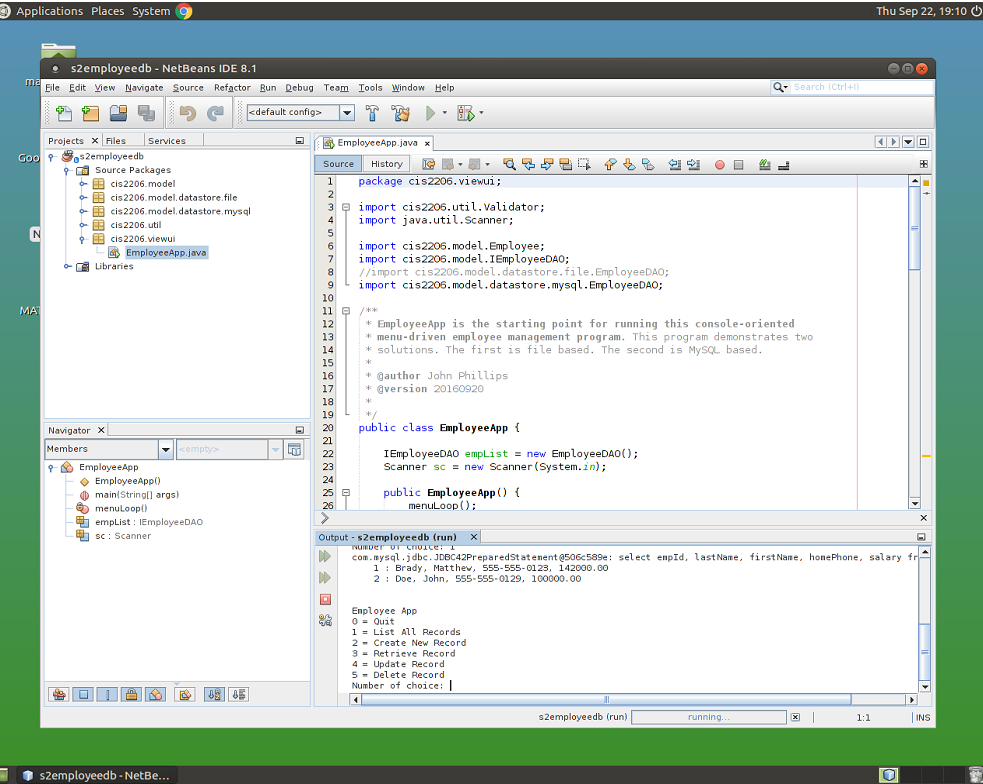 Applications Places System
Thu Sep 22, 19:10
ma
Goo
N
MAT
s2employeedb - NetBeans IDE 8.1
File Edit View Navigate Source Refactor Run Debug Team Tools Window Help
Search (Ctrl+I)
<default config>
Projects Files Services
s2employeedb
Source Packages
cis2206.model
cis2206.model.datastore.file
cis2206.model.datastore.mysql
cis2206.util
cis2206.viewui
EmployeeApp.java
Libraries
Navigator
Members <empty>
EmployeeApp
EmployeeApp()
main(String[] args)
menuLoop()
empList : IEmployeeDAO
sc : Scanner
EmployeeApp.java
Source History
1 package cis2206.viewui;
2
3 import cis2206.util.Validator;
4 import java.util.Scanner;
5
6 import cis2206.model.Employee;
7 import cis2206.model.IEmployeeDAO;
8 //import cis2206.model.datastore.file.EmployeeDAO;
9 import cis2206.model.datastore.mysql.EmployeeDAO;
10
11 /**
12 * EmployeeApp is the starting point for running this console-oriented
13 * menu-driven employee management program. This program demonstrates two
14 * solutions. The first is file based. The second is MySQL based.
15 *
16 * @author John Phillips
17 * @version 20160920
18 *
19 */
20 public class EmployeeApp {
21
22 IEmployeeDAO empList = new EmployeeDAO();
23 Scanner sc = new Scanner(System.in);
24
25 public EmployeeApp() {
26 menuLoop();
Output - s2employeedb (run)
Number of choice: 1
com.mysql.jdbc.JDBC42PreparedStatement@506c589e: select empId, lastName, firstName, homePhone, salary fr
1 : Brady, Matthew, 555-555-0123, 142000.00
2 : Doe, John, 555-555-0129, 100000.00
Employee App
0 = Quit
1 = List All Records
2 = Create New Record
3 = Retrieve Record
4 = Update Record
5 = Delete Record
Number of choice:
s2employeedb (run) running... 1:1 INS
s2employeedb - NetBe...